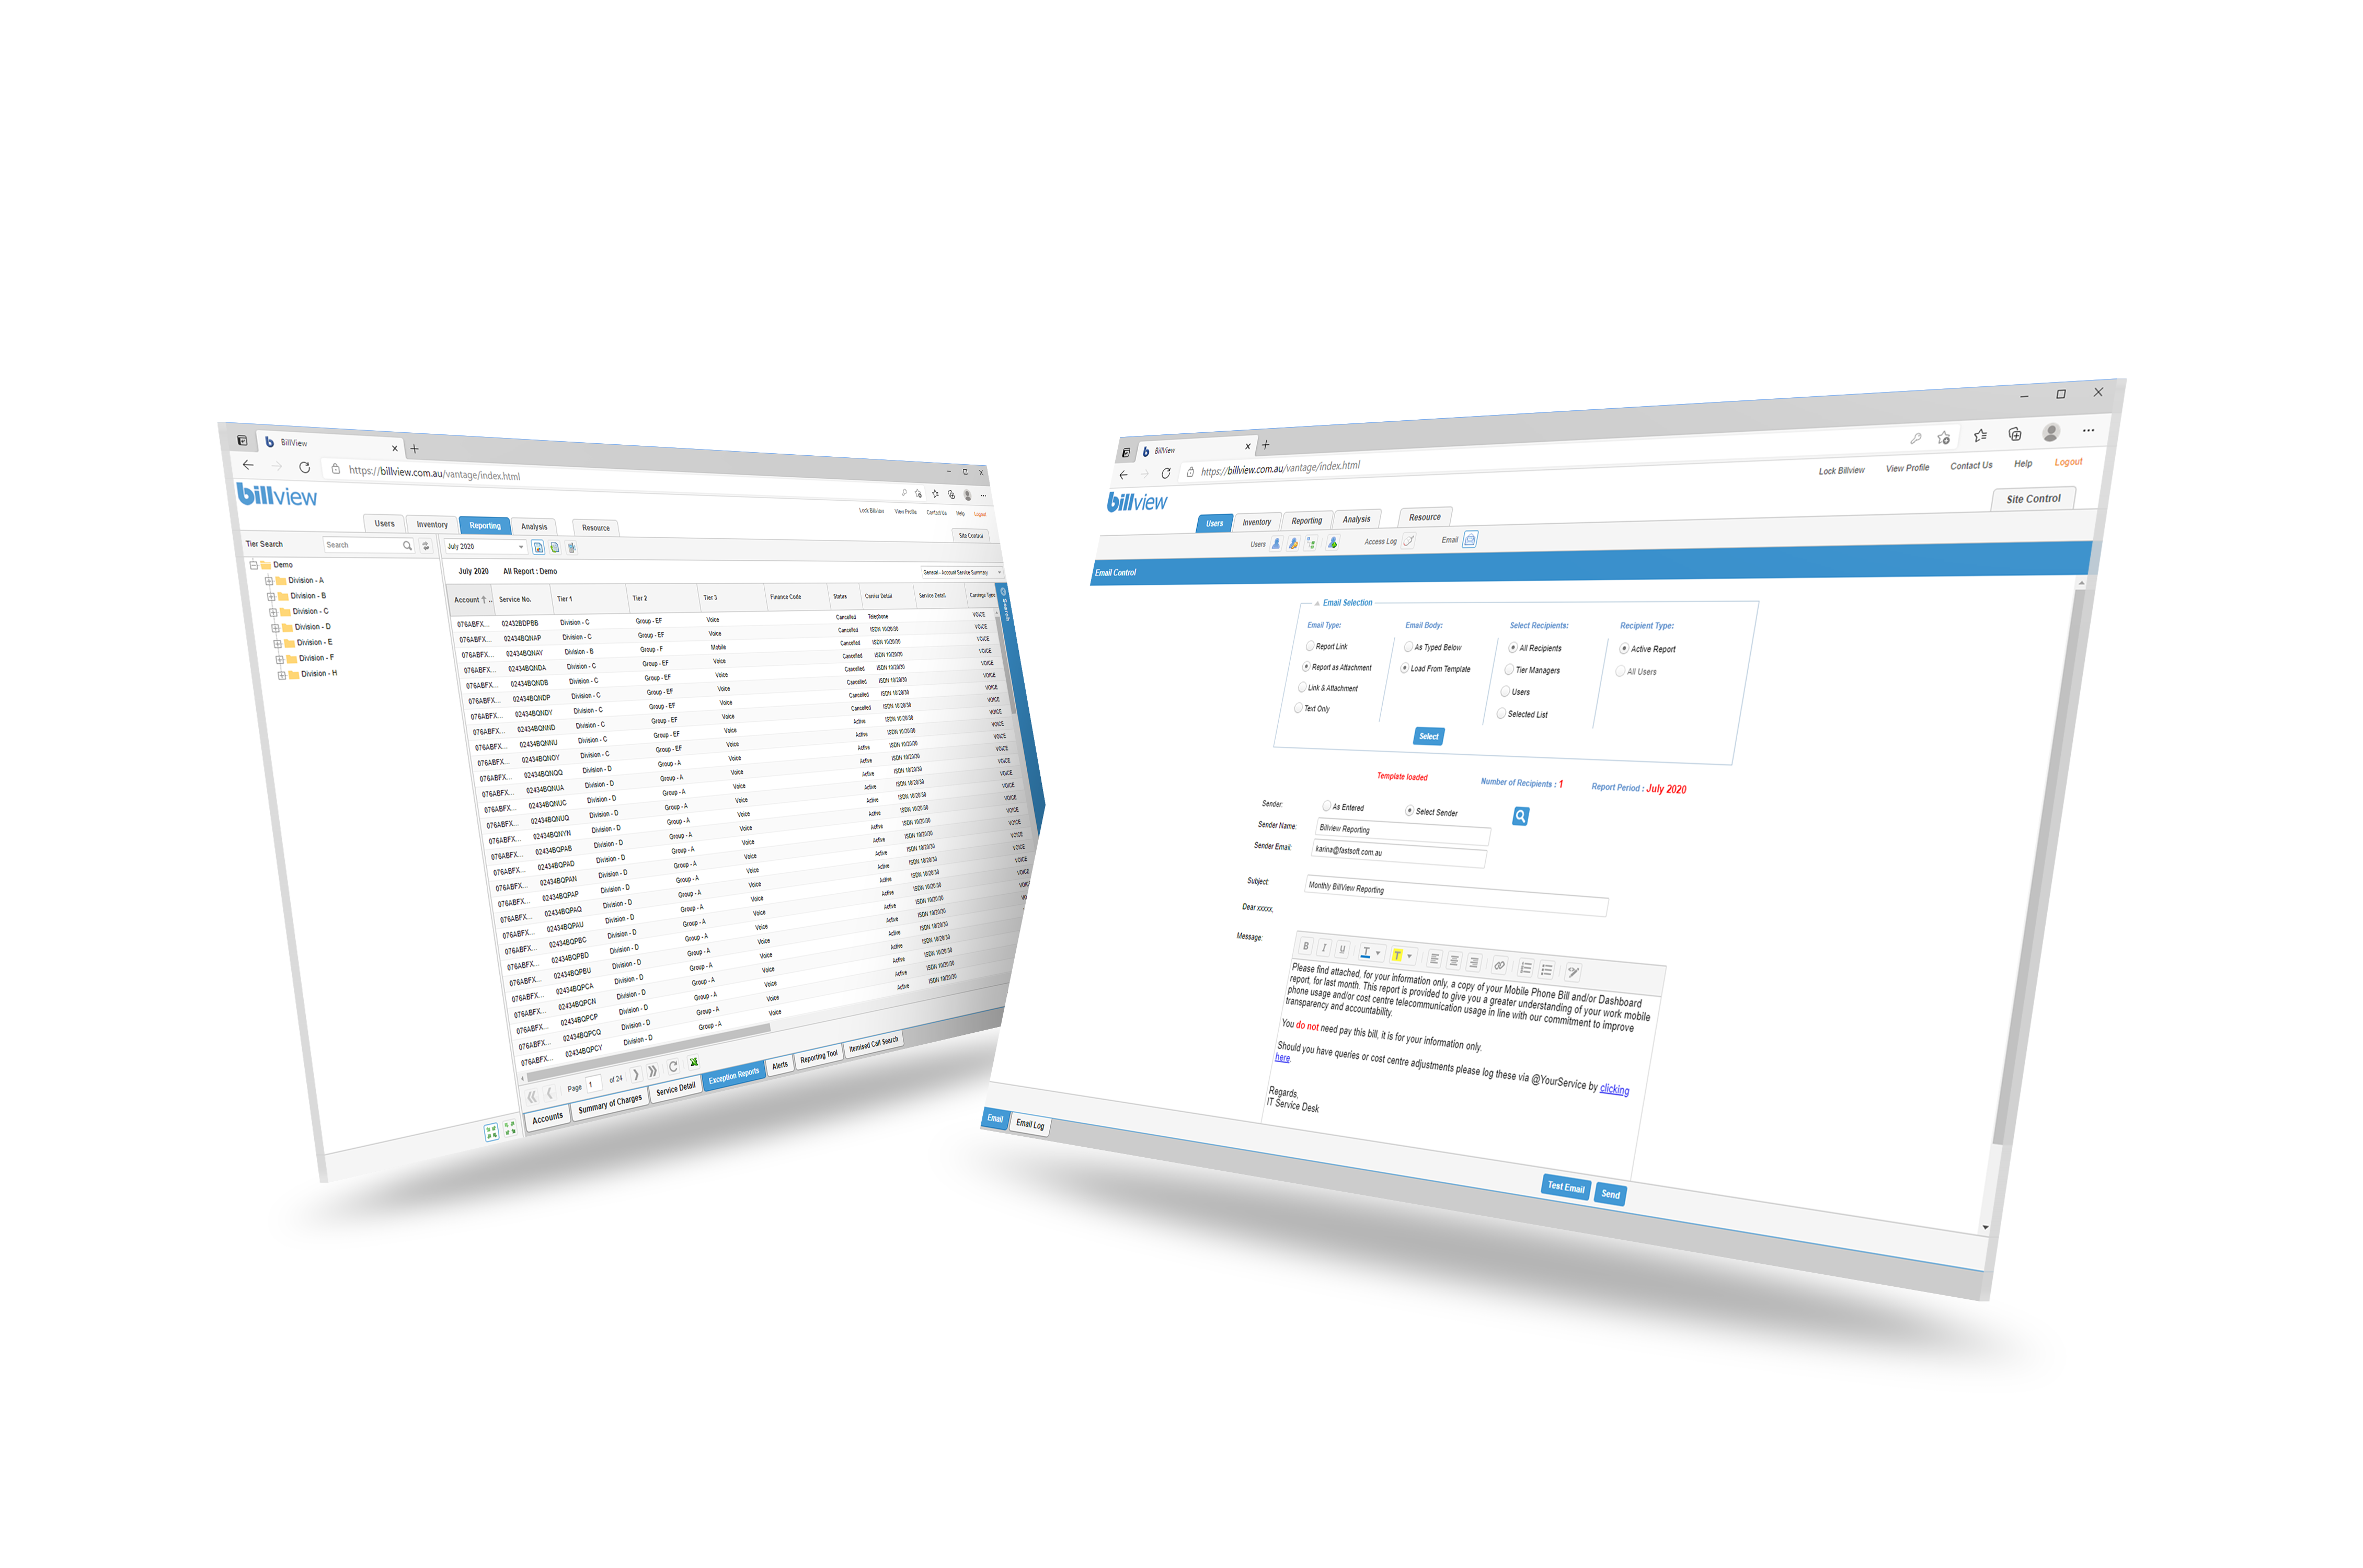 BillView
https://billview.com.au/vantage/index.html
billview
Lock Billview View Profile Contact Us Help Logout
Users Inventory Reporting Analysis Resource
Site Control
Tier Search Search
July 2020
Demo
Division - A
Division - B
Division - C
Division - D
Division - E
Division - F
Division - H
July 2020 All Report : Demo
General - Account Service Summary
Account Service No. Tier 1 Tier 2 Tier 3 Finance Code Status Carrier Detail Service Detail Carriage Type
Search
076ABFX... 02432BDPBB Division - C Group - EF Voice Cancelled Telephone VOICE
076ABFX... 02434BQNAP Division - C Group - EF Voice Cancelled ISDN 10/20/30 VOICE
076ABFX... 02434BQNAY Division - B Group - F Mobile Cancelled ISDN 10/20/30 VOICE
076ABFX... 02434BQNDA Division - C Group - EF Voice Cancelled ISDN 10/20/30 VOICE
076ABFX... 02434BQNDB Division - C Group - EF Voice Cancelled ISDN 10/20/30 VOICE
076ABFX... 02434BQNDP Division - C Group - EF Voice Cancelled ISDN 10/20/30 VOICE
076ABFX... 02434BQNDY Division - C Group - EF Voice Cancelled ISDN 10/20/30 VOICE
076ABFX... 02434BQNND Division - C Group - EF Voice Cancelled ISDN 10/20/30 VOICE
076ABFX... 02434BQNNU Division - C Group - EF Voice Active ISDN 10/20/30 VOICE
076ABFX... 02434BQNOY Division - C Group - EF Voice Active ISDN 10/20/30 VOICE
076ABFX... 02434BQNQQ Division - D Group - A Voice Active ISDN 10/20/30 VOICE
076ABFX... 02434BQNUA Division - D Group - A Voice Active ISDN 10/20/30 VOICE
076ABFX... 02434BQNUC Division - D Group - A Voice Active ISDN 10/20/30 VOICE
076ABFX... 02434BQNUQ Division - D Group - A Voice Active ISDN 10/20/30 VOICE
076ABFX... 02434BQNYN Division - D Group - A Voice Active ISDN 10/20/30 VOICE
076ABFX... 02434BQPAB Division - D Group - A Voice Active ISDN 10/20/30 VOICE
076ABFX... 02434BQPAD Division - D Group - A Voice Active ISDN 10/20/30 VOICE
076ABFX... 02434BQPAN Division - D Group - A Voice Active ISDN 10/20/30 VOICE
076ABFX... 02434BQPAP Division - D Group - A Voice Active ISDN 10/20/30 VOICE
076ABFX... 02434BQPAQ Division - D Group - A Voice Active ISDN 10/20/30 VOICE
076ABFX... 02434BQPAU Division - D Group - A Voice Active ISDN 10/20/30 VOICE
076ABFX... 02434BQPBC Division - D Group - A Voice Active ISDN 10/20/30 VOICE
076ABFX... 02434BQPBD Division - D Group - A Voice Active ISDN 10/20/30
076ABFX... 02434BQPBU Division - D Group - A Voice Active ISDN 10/20/30
076ABFX... 02434BQPCA Division - D Group - A Voice Active ISDN 10/20/30
076ABFX... 02434BQPCN Division - D Group - A Voice Active ISDN 10/20/30
076ABFX... 02434BQPCP Division - D Group - A Voice Active ISDN 10/20/30
076ABFX... 02434BQPCQ Division - D Group - A Voice Active ISDN 10/20/30
076ABFX... 02434BQPCY Division - D Group - A Voice Active ISDN 10/20/30
Page 1 of 24
Accounts Summary of Charges Service Detail Exception Reports Alerts Reporting Tool Itemised Call Search
BillView
https://billview.com.au/vantage/index.html
billview
Lock Billview View Profile Contact Us Help Logout
Users Inventory Reporting Analysis Resource
Site Control
Users Access Log Email
Email Control
Email Selection
Email Type: Email Body: Select Recipients: Recipient Type:
Report Link As Typed Below All Recipients Active Report
Report as Attachment Load From Template Tier Managers All Users
Link & Attachment Users
Text Only Selected List
Select
Template loaded Number of Recipients : 1 Report Period : July 2020
Sender: As Entered Select Sender
Sender Name: Billview Reporting
Sender Email: karina@fastsoft.com.au
Subject: Monthly BillView Reporting
Dear xxxxx,
Message:
B I U T T
Please find attached, for your information only, a copy of your Mobile Phone Bill and/or Dashboard
report, for last month. This report is provided to give you a greater understanding of your work mobile
phone usage and/or cost centre telecommunication usage in line with our commitment to improve
transparency and accountability.
You do not need pay this bill, it is for your information only.
Should you have queries or cost centre adjustments please log these via @YourService by clicking
here.
Regards,
IT Service Desk
Test Email Send
Email Email Log